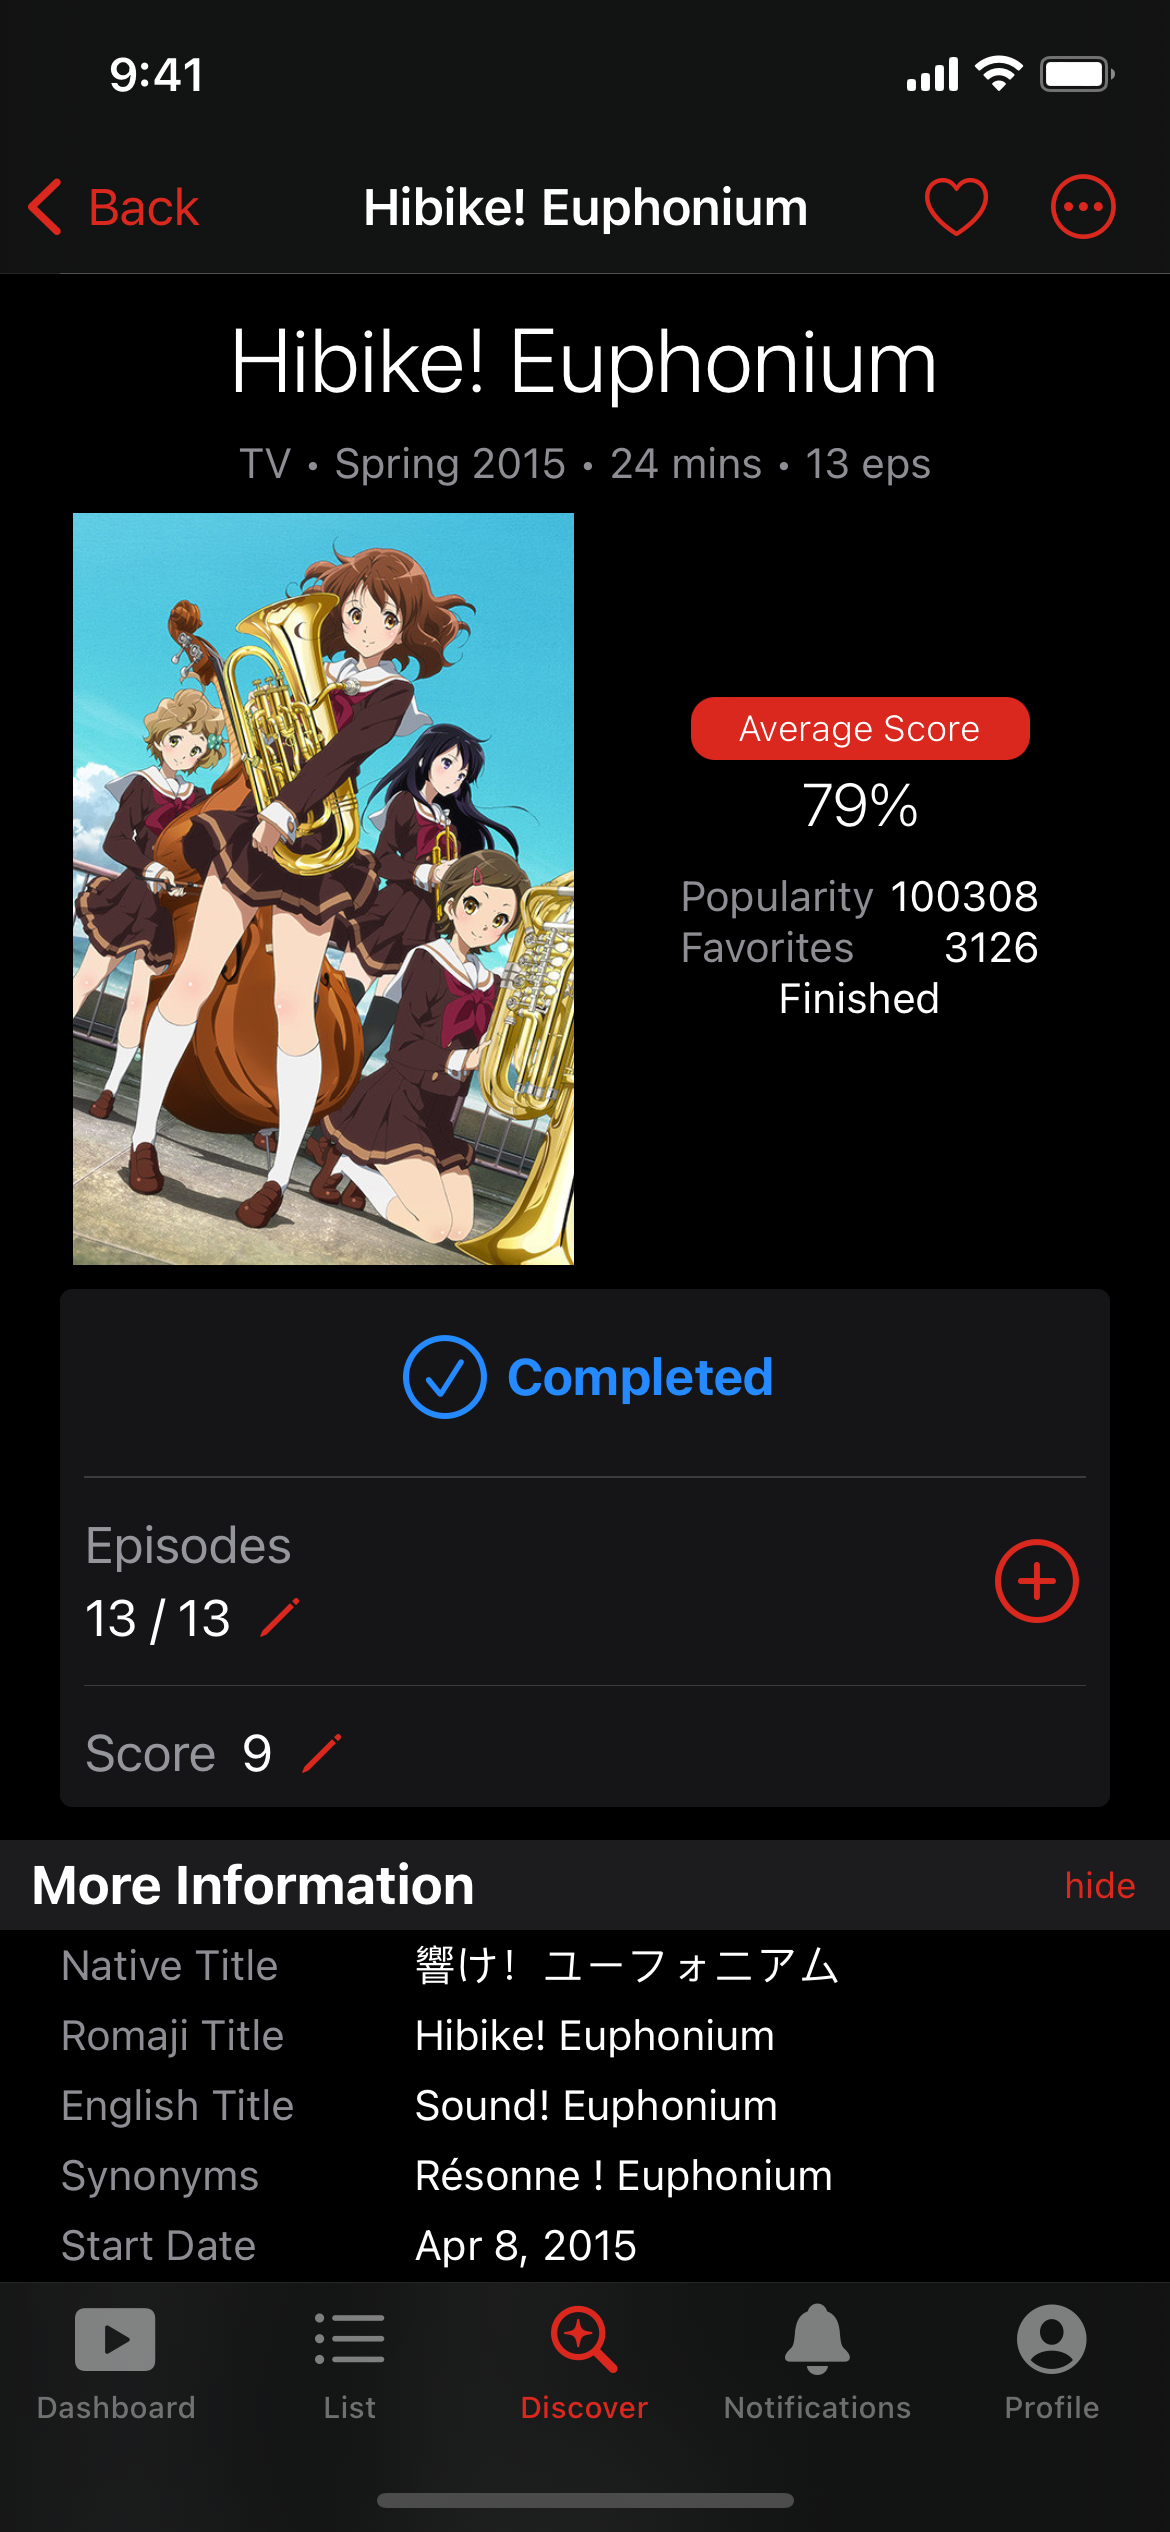 9:41
Back
Hibike! Euphonium
Hibike! Euphonium
TV • Spring 2015 • 24 mins • 13 eps
Average Score
79%
Popularity 100308
Favorites 3126
Finished
Completed
Episodes
13 / 13
Score 9
More Information
hide
Native Title 響け！ユーフォニアム
Romaji Title Hibike! Euphonium
English Title Sound! Euphonium
Synonyms Résonne ! Euphonium
Start Date Apr 8, 2015
Dashboard
List
Discover
Notifications
Profile